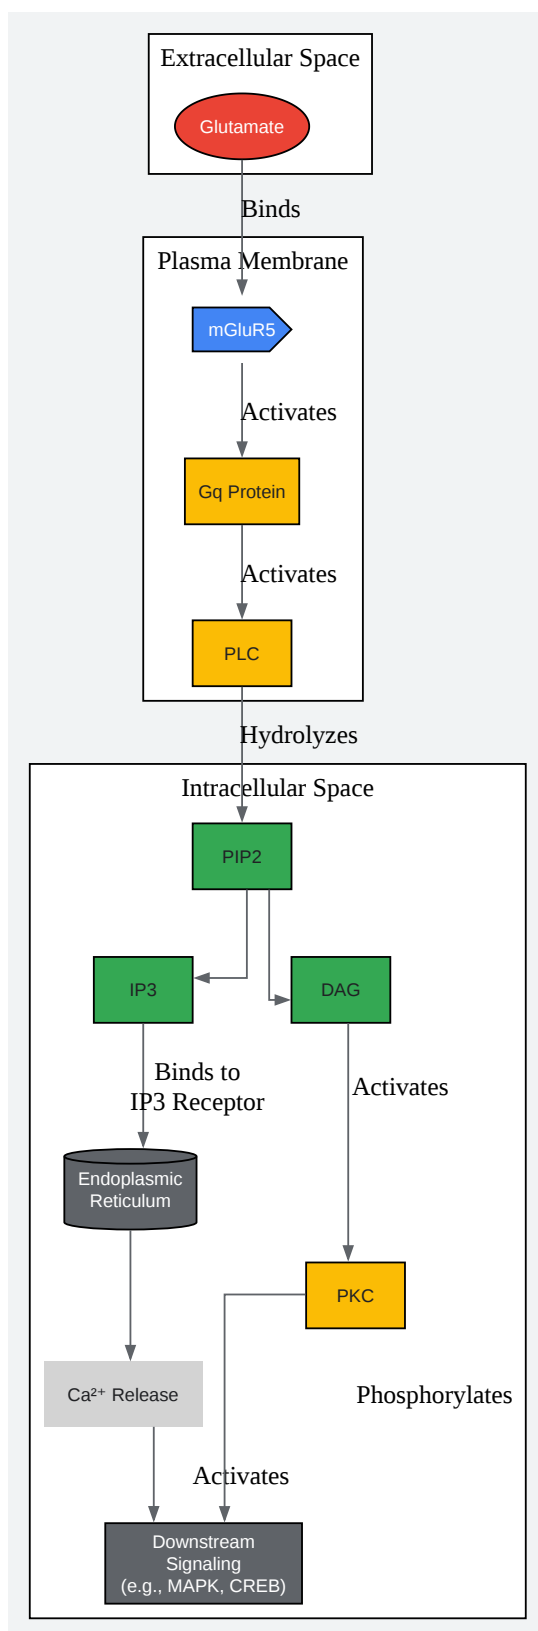 Extracellular Space
Glutamate
Binds
Plasma Membrane
mGluR5
Activates
Gq Protein
Activates
PLC
Hydrolyzes
Intracellular Space
PIP2
IP3
DAG
Binds to
IP3 Receptor
Activates
Endoplasmic
Reticulum
PKC
Ca²⁺ Release
Phosphorylates
Activates
Downstream
Signaling
(e.g., MAPK, CREB)